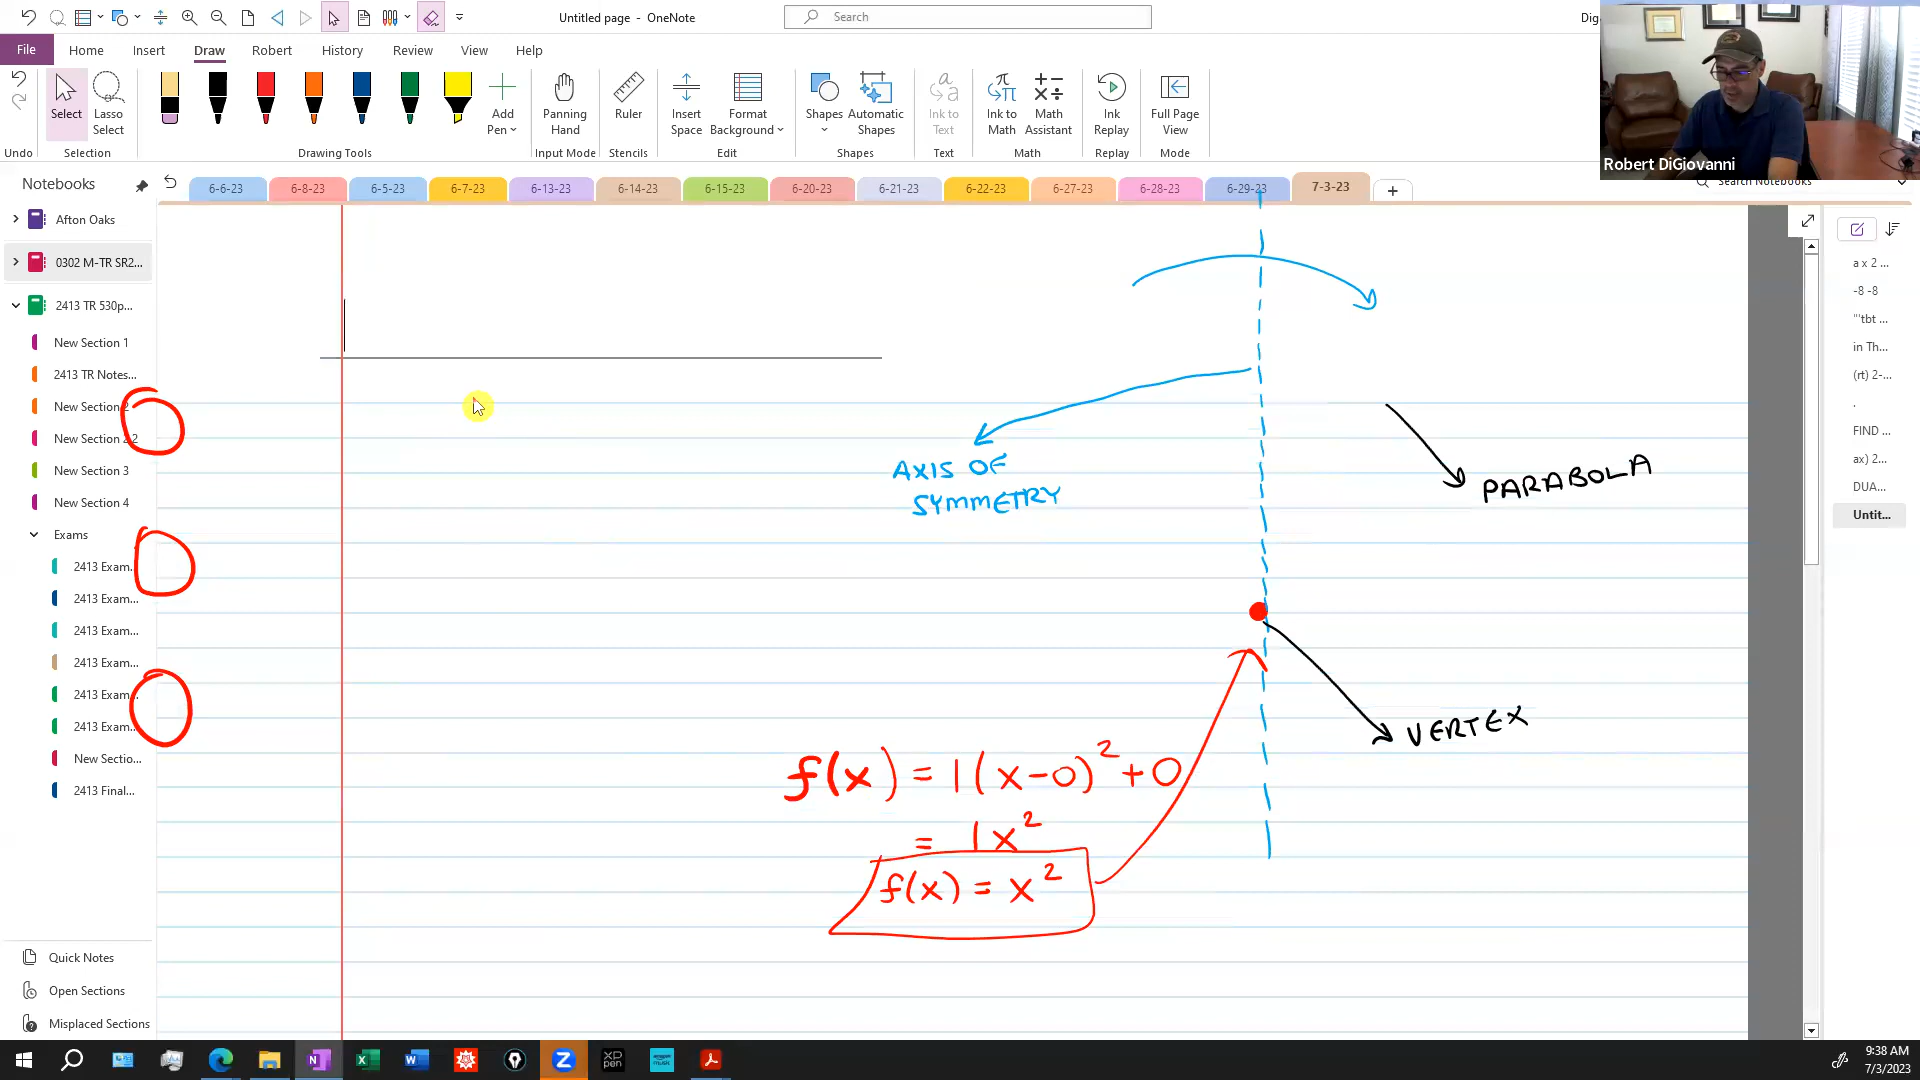 Untitled page - OneNote
Search
Dig
File
Home
Insert
Draw
Robert
History
Review
View
Help
Undo
Select
Lasso
Select
Selection
Drawing Tools
Add
Pen
Panning
Hand
Input Mode
Ruler
Stencils
Insert
Space
Format
Background
Edit
Shapes
Automatic
Shapes
Shapes
Ink to
Text
Text
Ink to
Math
Math
Assistant
Math
Ink
Replay
Replay
Full Page
View
Mode
Robert DiGiovanni
Search Notebooks
Notebooks
6-6-23
6-8-23
6-5-23
6-7-23
6-13-23
6-14-23
6-15-23
6-20-23
6-21-23
6-22-23
6-27-23
6-28-23
6-29-23
7-3-23
+
Afton Oaks
0302 M-TR SR2...
2413 TR 530p...
New Section 1
2413 TR Notes...
New Section 2
New Section 2 2
New Section 3
New Section 4
Exams
2413 Exam...
2413 Exam...
2413 Exam...
2413 Exam...
2413 Exam...
2413 Exam...
New Sectio...
2413 Final...
Quick Notes
Open Sections
Misplaced Sections
AXIS OF
SYMMETRY
PARABOLA
VERTEX
f(x) = 1(x-0)²+0
= 1x²
f(x) = x²
a x 2 ...
-8 -8
"'tbt ...
in Th...
(rt) 2-...
.
FIND ...
ax) 2...
DUA...
Untit...
XP
pen
amazon
music
9:38 AM
7/3/2023